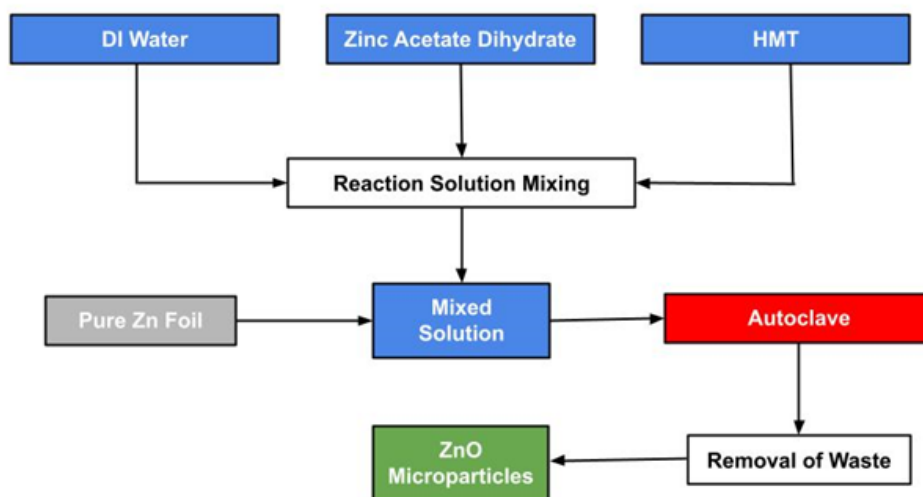 DI Water
Zinc Acetate Dihydrate
HMT
Reaction Solution Mixing
Pure Zn Foil
Mixed
Solution
Autoclave
ZnO
Microparticles
Removal of Waste